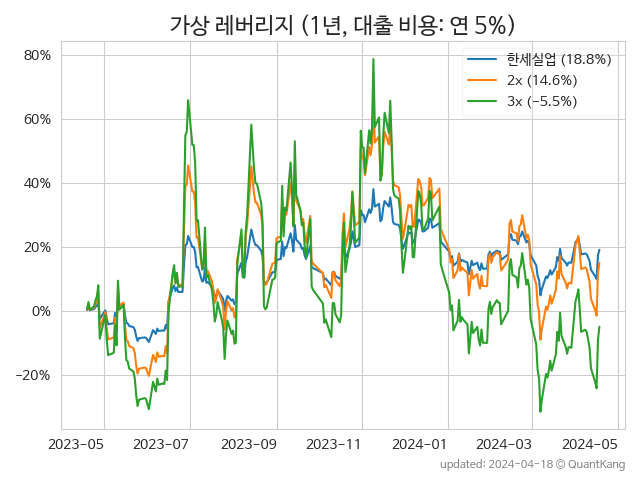 가상 레버리지 (1년, 대출 비용: 연 5%)
80%
60%
40%
20%
0%
−20%
한세실업 (18.8%)
2x (14.6%)
3x (−5.5%)
2023-05
2023-07
2023-09
2023-11
2024-01
2024-03
2024-05
updated: 2024-04-18 © QuantKang